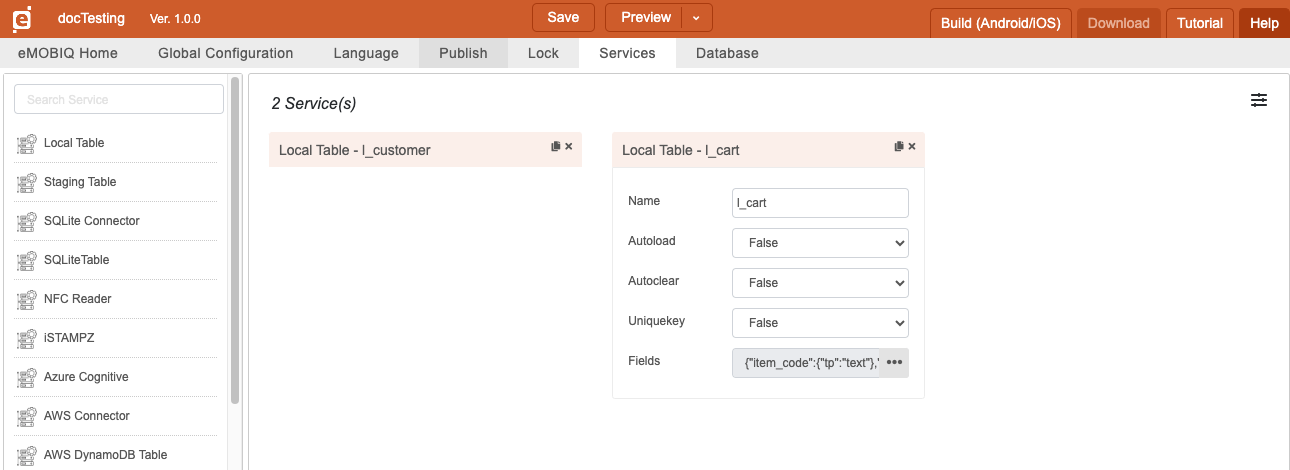 e docTesting Ver. 1.0.0 Save Preview Build (Android/iOS) Download Tutorial Help
eMOBIQ Home Global Configuration Language Publish Lock Services Database
Search Service
Local Table
Staging Table
SQLite Connector
SQLiteTable
NFC Reader
iSTAMPZ
Azure Cognitive
AWS Connector
AWS DynamoDB Table
2 Service(s)
Local Table - l_customer
Local Table - l_cart
Name l_cart
Autoload False
Autoclear False
Uniquekey False
Fields {"item_code":{"tp":"text"},' •••